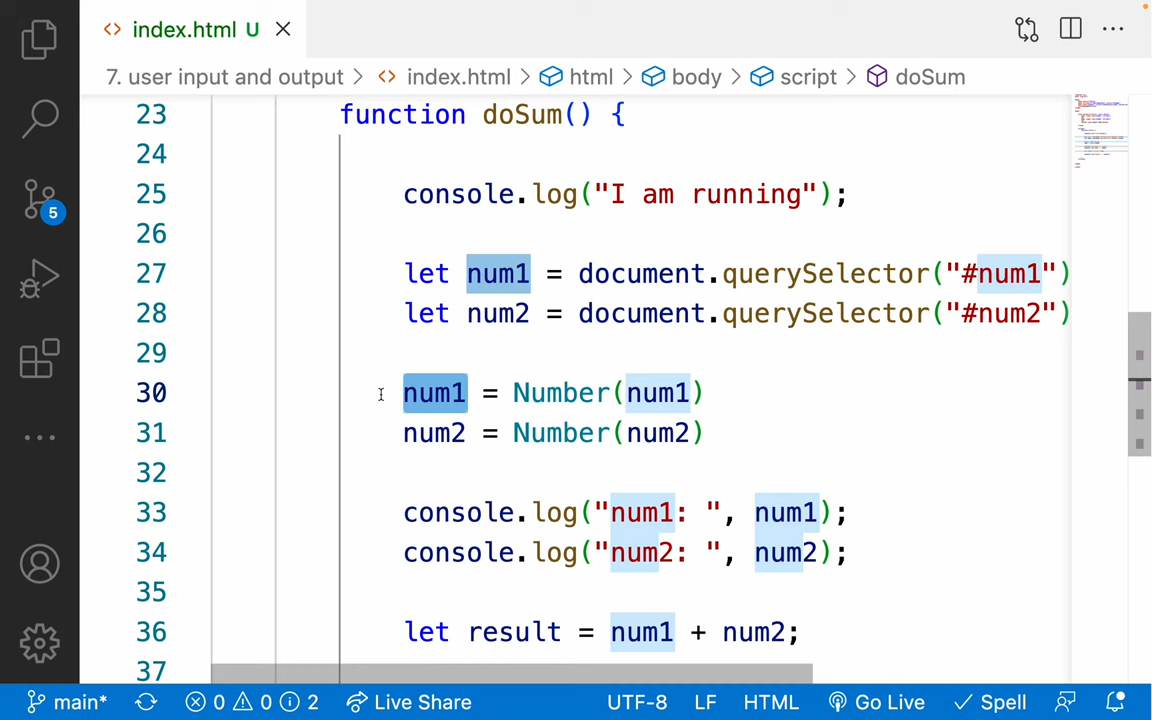 index.html U
7. user input and output > index.html > html > body > script > doSum
23 function doSum() {
24
25 console.log("I am running");
26
27 let num1 = document.querySelector("#num1")
28 let num2 = document.querySelector("#num2")
29
30 num1 = Number(num1)
31 num2 = Number(num2)
32
33 console.log("num1: ", num1);
34 console.log("num2: ", num2);
35
36 let result = num1 + num2;
37
5
main* 0 0 2 Live Share UTF-8 LF HTML Go Live Spell